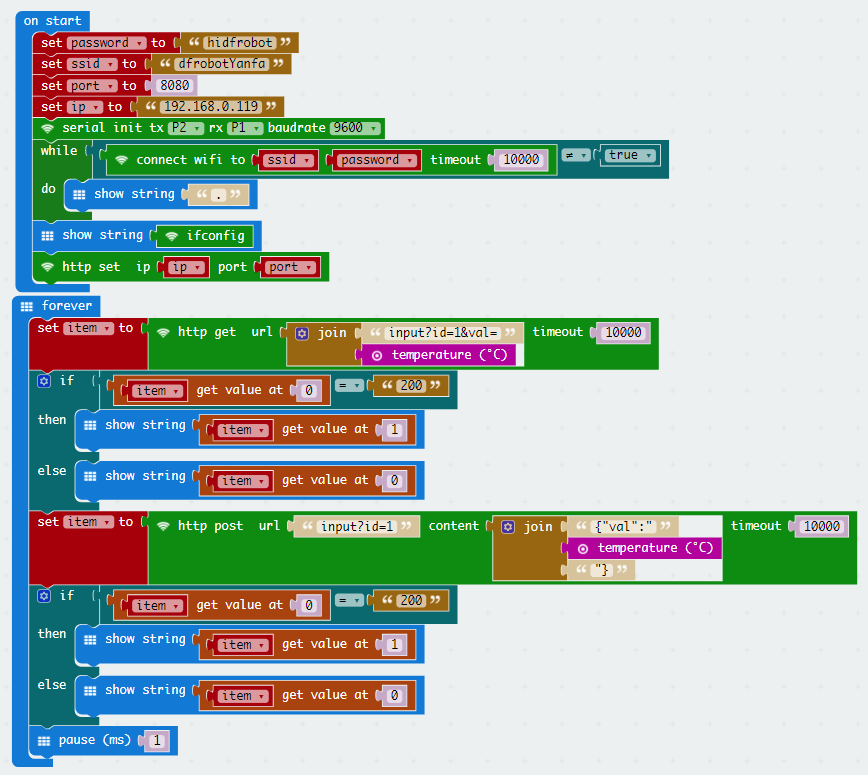 on start
set password to “ hidfrobot ”
set ssid to “ dfrobotYanfa ”
set port to 8080
set ip to “ 192.168.0.119 ”
serial init tx P2 rx P1 baudrate 9600
while connect wifi to ssid password timeout 10000 ≠ true
do show string “ . ”
show string ifconfig
http set ip ip port port
forever
set item to http get url join “ input?id=1&val= ” timeout 10000
temperature (°C)
if item get value at 0 = “ 200 ”
then show string item get value at 1
else show string item get value at 0
set item to http post url “ input?id=1 ” content join “ {"val":" ” timeout 10000
temperature (°C)
“ "} ”
if item get value at 0 = “ 200 ”
then show string item get value at 1
else show string item get value at 0
pause (ms) 1